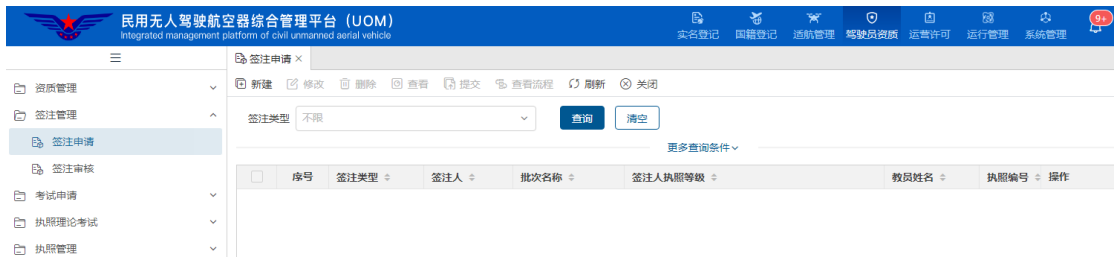 民用无人驾驶航空器综合管理平台（UOM）
Integrated management platform of civil unmanned aerial vehicle
实名登记 国籍登记 适航管理 驾驶员资质 运营许可 运行管理 系统管理 9+
签注申请 ×
资质管理
签注管理
签注申请
签注审核
考试申请
执照理论考试
执照管理
新建 修改 删除 查看 提交 查看流程 刷新 关闭
签注类型 不限 查询 清空
更多查询条件
序号 签注类型 签注人 批次名称 签注人执照等级 教员姓名 执照编号 操作